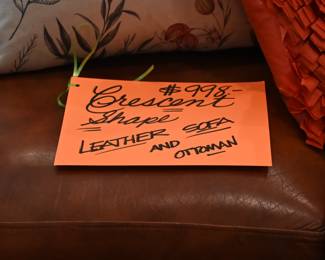 #998-
Crescent
Shape
LEATHER SOFA
AND OTTOMAN